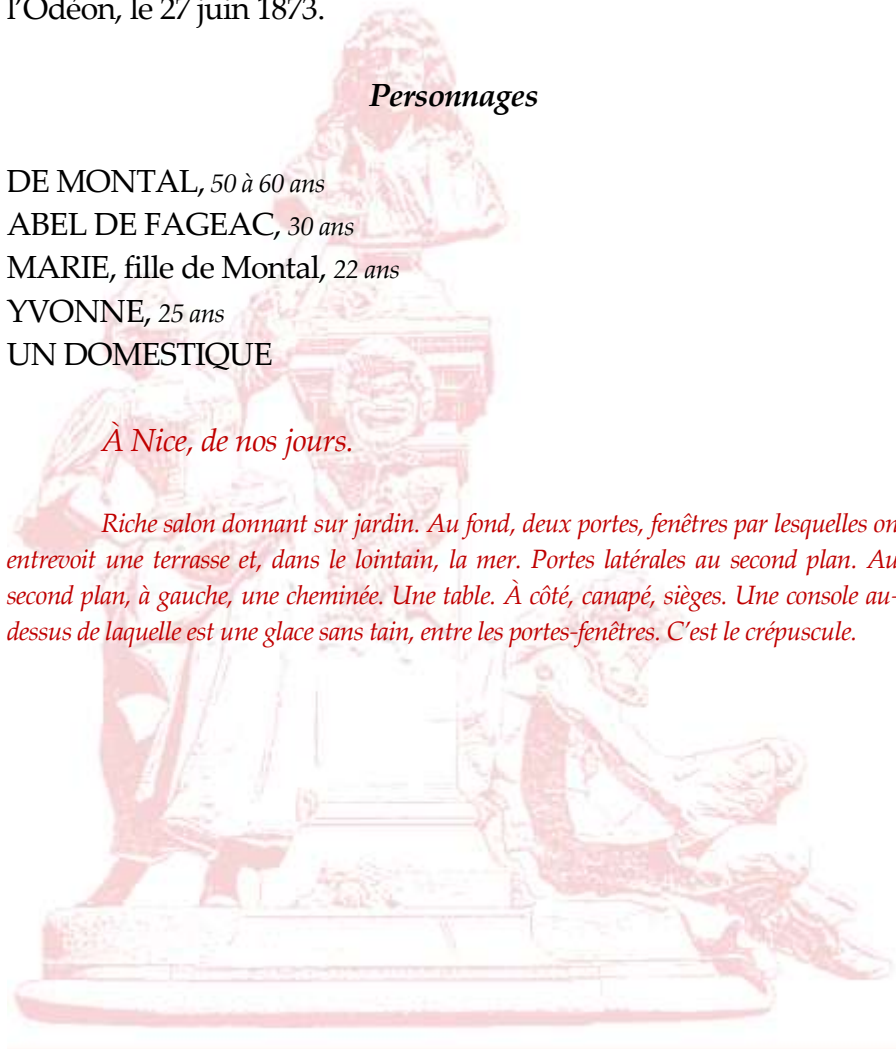 l'Odéon, le 27 juin 1873.
Personnages
DE MONTAL, 50 à 60 ans
ABEL DE FAGEAC, 30 ans
MARIE, fille de Montal, 22 ans
YVONNE, 25 ans
UN DOMESTIQUE
À Nice, de nos jours.
Riche salon donnant sur jardin. Au fond, deux portes, fenêtres par lesquelles on
entrevoit une terrasse et, dans le lointain, la mer. Portes latérales au second plan. Au
second plan, à gauche, une cheminée. Une table. À côté, canapé, sièges. Une console au-
dessus de laquelle est une glace sans tain, entre les portes-fenêtres. C'est le crépuscule.